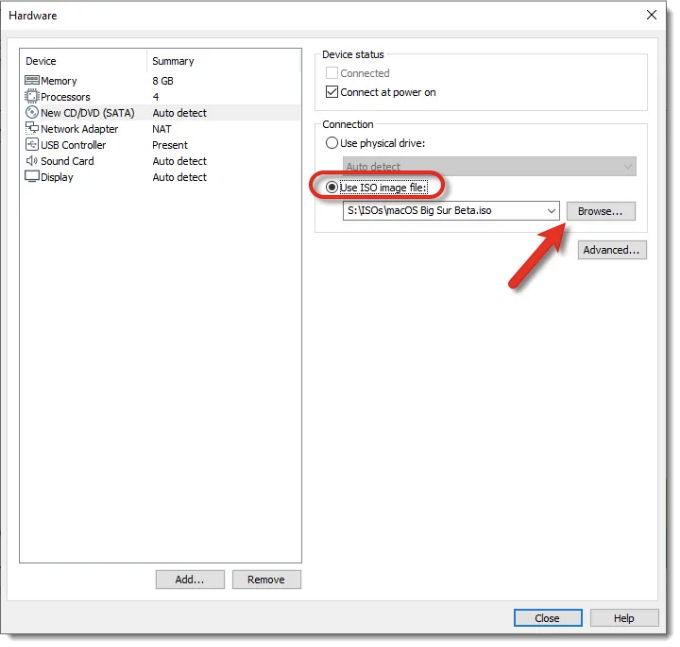 Hardware
Device Summary
Memory 8 GB
Processors 4
New CD/DVD (SATA) Auto detect
Network Adapter NAT
USB Controller Present
Sound Card Auto detect
Display Auto detect
Add... Remove
Device status
Connected
Connect at power on
Connection
Use physical drive:
Auto detect
Use ISO image file:
S:\ISOs\macOS Big Sur Beta.iso Browse...
Advanced...
Close Help